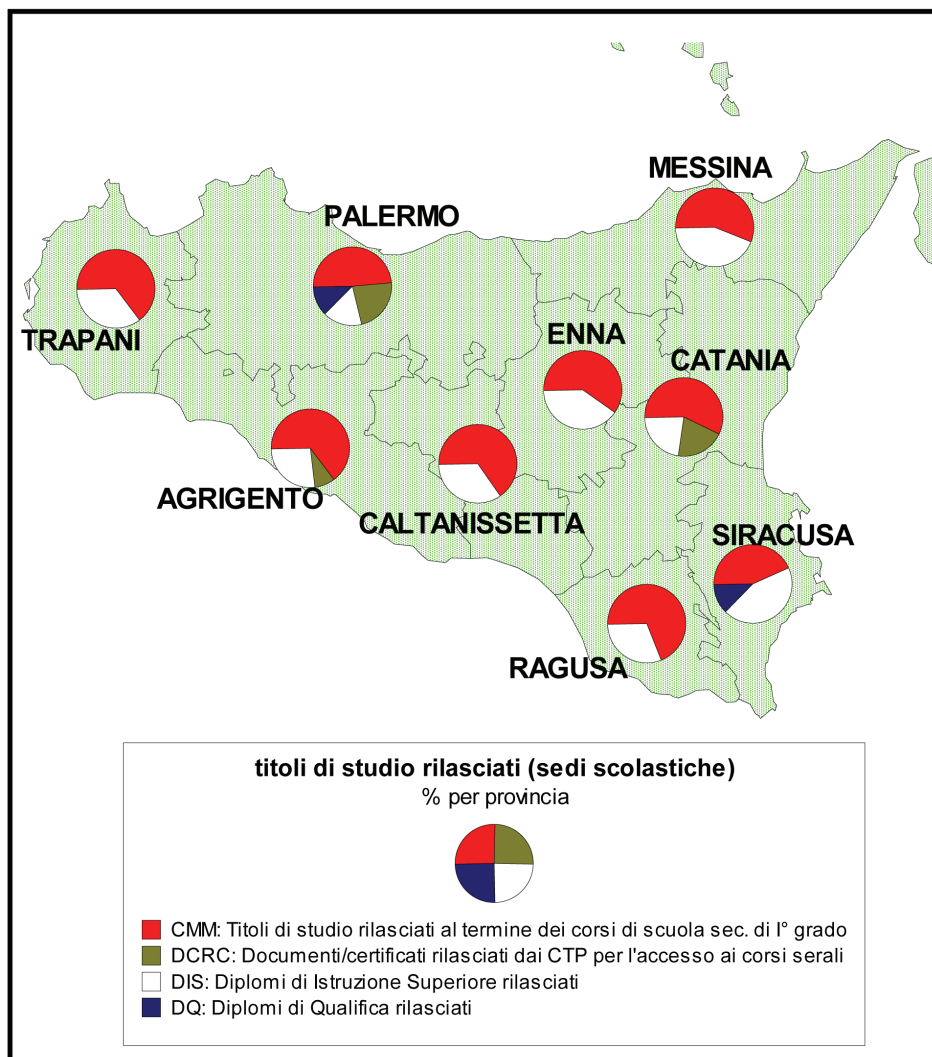 MESSINA
PALERMO
TRAPANI
ENNA
CATANIA
AGRIGENTO
CALTANISSETTA
SIRACUSA
RAGUSA
titoli di studio rilasciati (sedi scolastiche)
% per provincia
CMM: Titoli di studio rilasciati al termine dei corsi di scuola sec. di I° grado
DCRC: Documenti/certificati rilasciati dai CTP per l'accesso ai corsi serali
DIS: Diplomi di Istruzione Superiore rilasciati
DQ: Diplomi di Qualifica rilasciati